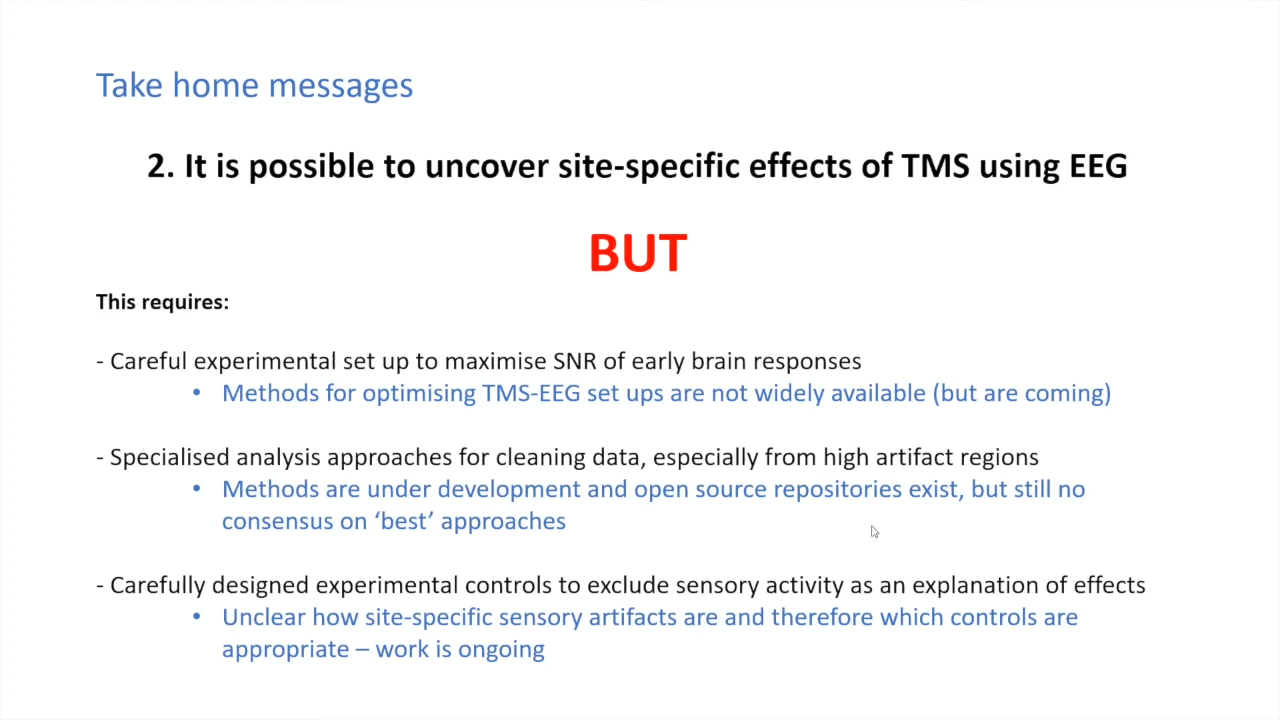 Take home messages
2. It is possible to uncover site-specific effects of TMS using EEG
BUT
This requires:
- Careful experimental set up to maximise SNR of early brain responses
• Methods for optimising TMS-EEG set ups are not widely available (but are coming)
- Specialised analysis approaches for cleaning data, especially from high artifact regions
• Methods are under development and open source repositories exist, but still no
consensus on ‘best’ approaches
- Carefully designed experimental controls to exclude sensory activity as an explanation of effects
• Unclear how site-specific sensory artifacts are and therefore which controls are
appropriate – work is ongoing